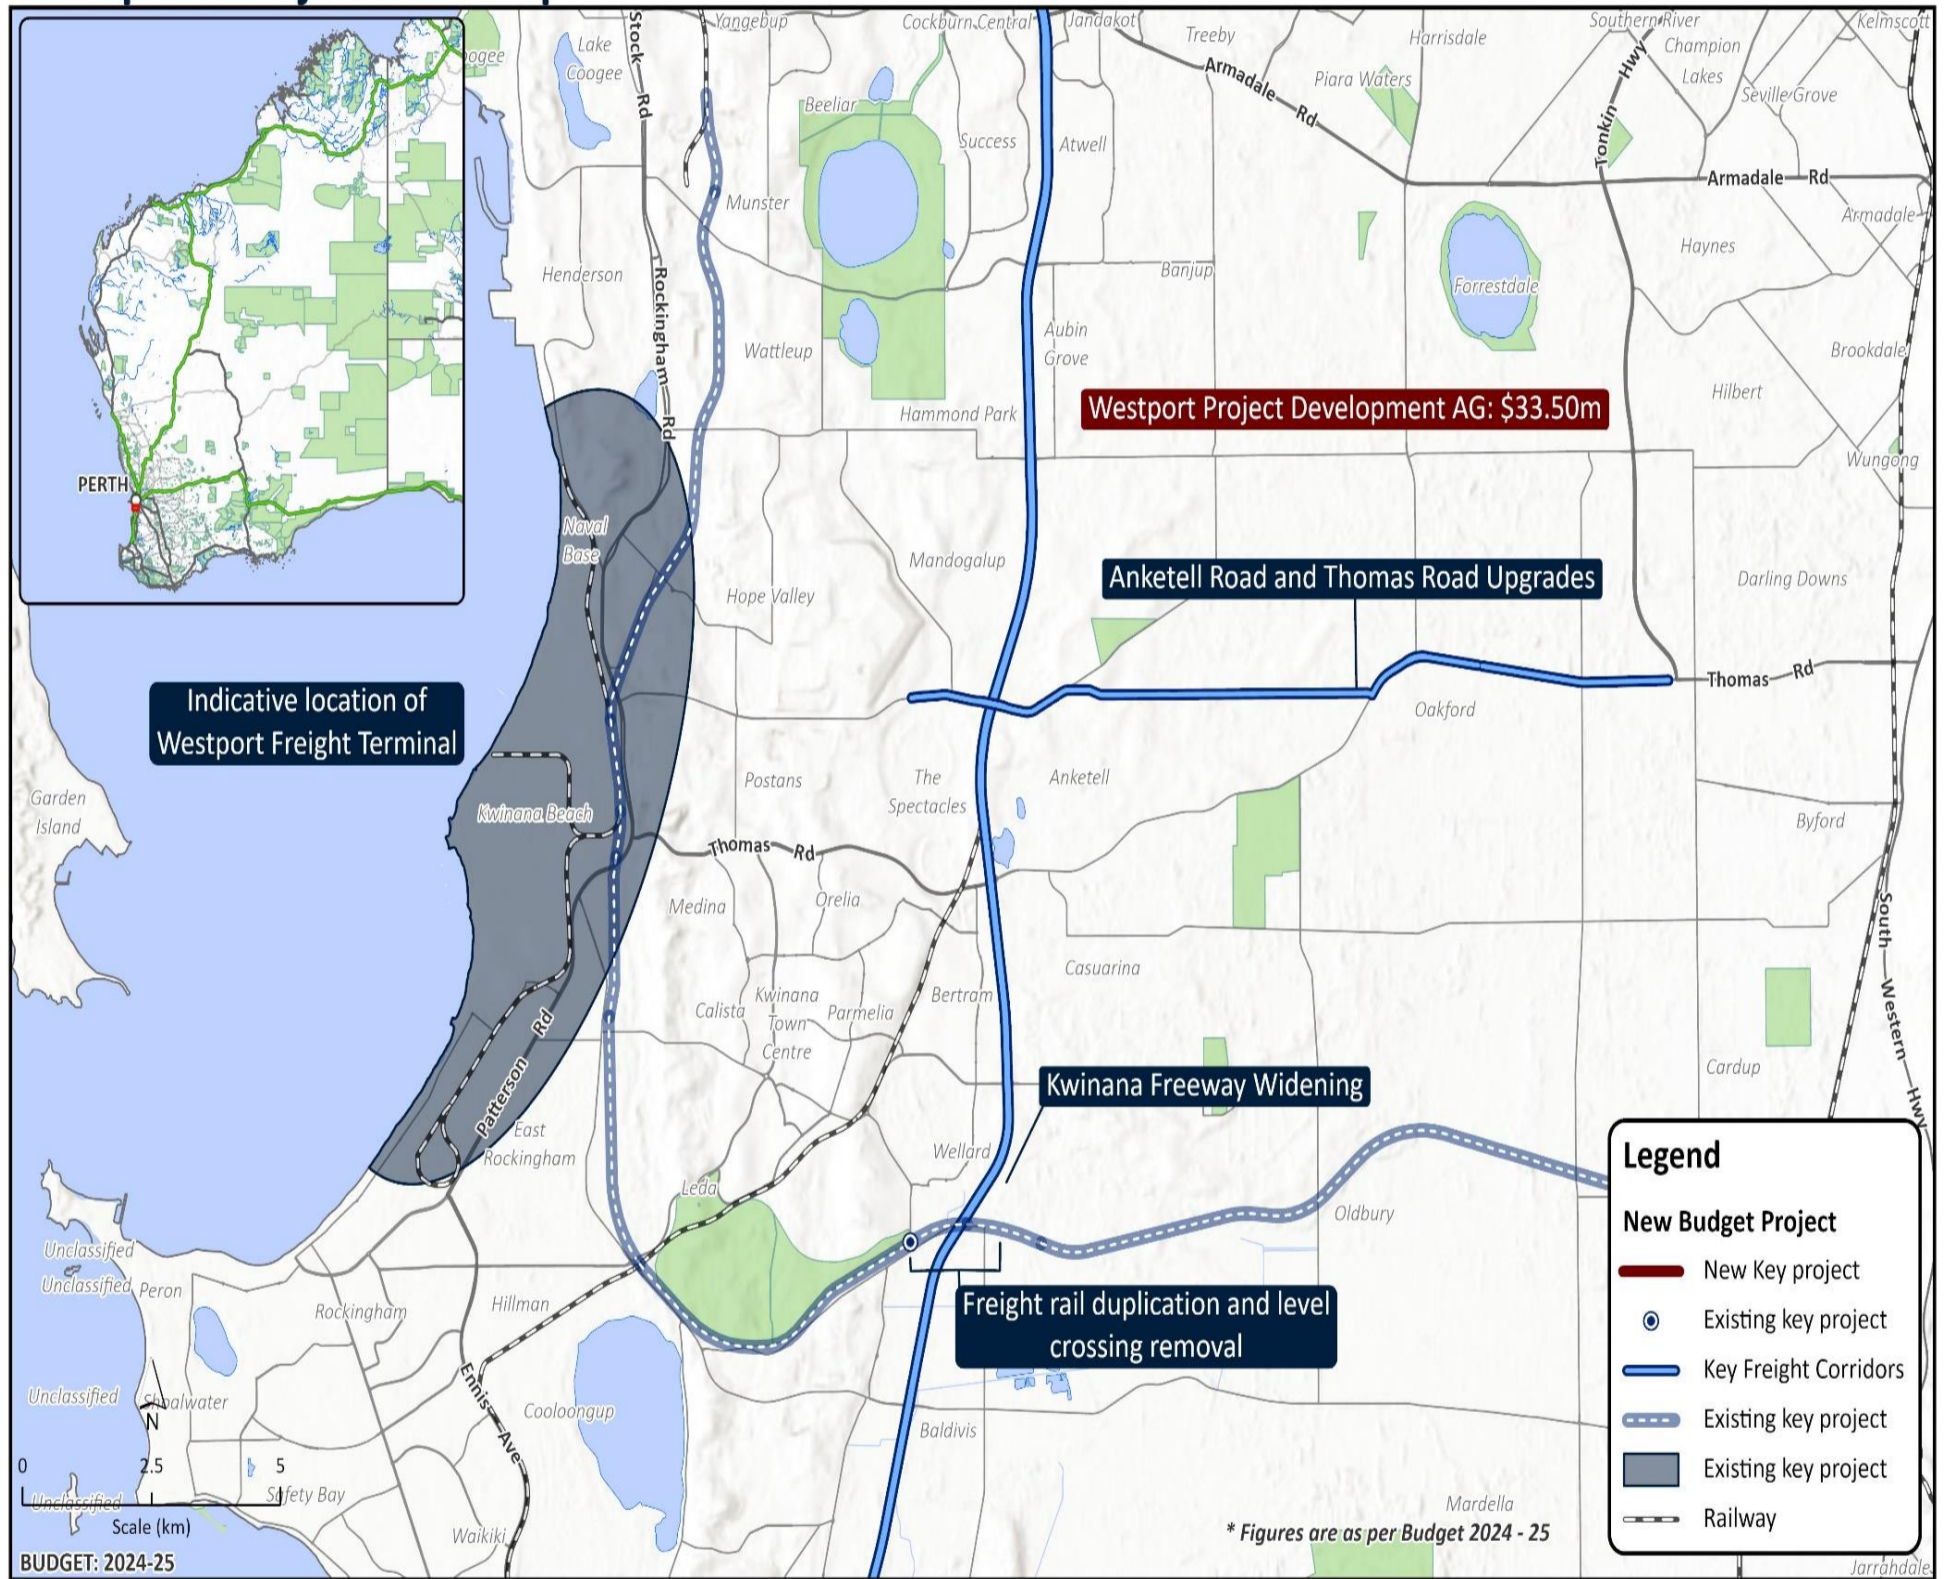 Yangebup
Cockburn Central
Jandakot
Treeby
Harrisdale
Southern River
Kelmscott
Champion
Lakes
Lake
Coogee
Stock Rd
Armadale Rd
Piara Waters
Tonkin Hwy
Seville Grove
Beeliar
Success
Atwell
Armadale Rd
Munster
Armadale
Haynes
Henderson
Banjup
Forrestdale
Rockingham Rd
Wattleup
Aubin
Grove
Brookdale
Hilbert
Hammond Park
Westport Project Development AG: $33.50m
Wungong
PERTH
Naval
Base
Mandogalup
Anketell Road and Thomas Road Upgrades
Darling Downs
Hope Valley
Indicative location of
Westport Freight Terminal
Thomas Rd
Oakford
Garden
Island
Kwinana Beach
Postans
The
Spectacles
Anketell
Byford
Thomas Rd
Medina
Orelia
South Western Hwy
Casuarina
Calista
Kwinana
Town
Centre
Parmelia
Bertram
Patterson Rd
Cardup
Kwinana Freeway Widening
East
Rockingham
Wellard
Leda
Oldbury
Unclassified
Unclassified
Peron
Rockingham
Hillman
Freight rail duplication and level
crossing removal
Unclassified
Shoalwater
Ennis Ave
Cooloongup
Baldivis
N
0 2.5 5
Unclassified
Safety Bay
Scale (km)
Waikiki
Mardella
* Figures are as per Budget 2024 - 25
BUDGET: 2024-25
Jarrahdale
Legend
New Budget Project
New Key project
Existing key project
Key Freight Corridors
Existing key project
Existing key project
Railway